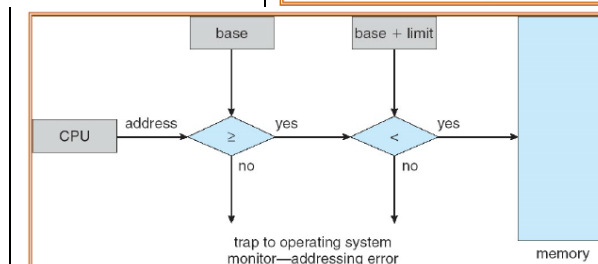 base
base + limit
CPU
address
≥
yes
<
yes
no
no
trap to operating system
monitor—addressing error
memory